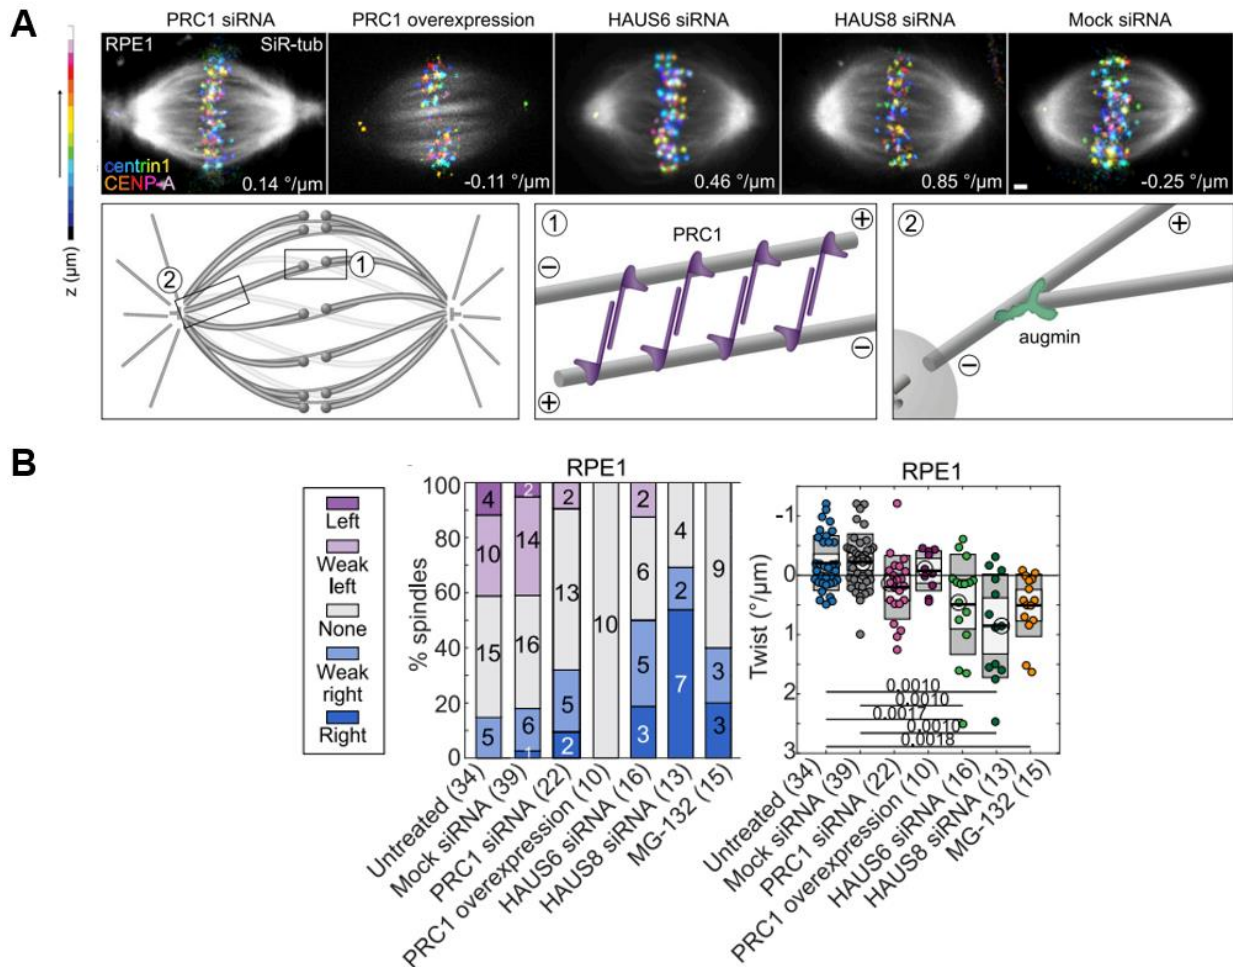 A
PRC1 siRNA
PRC1 overexpression
HAUS6 siRNA
HAUS8 siRNA
Mock siRNA
z (μm)
RPE1
SiR-tub
centrin1
CENP-A
0.14 °/μm
-0.11 °/μm
0.46 °/μm
0.85 °/μm
-0.25 °/μm
2
1
1
PRC1
+
−
−
+
2
+
augmin
−
B
Left
Weak
left
None
Weak
right
Right
RPE1
% spindles
100
80
60
40
20
0
4
10
15
5
2
14
16
6
1
2
13
5
2
10
2
6
5
3
4
2
7
9
3
3
Untreated (34)
Mock siRNA (39)
PRC1 siRNA (22)
PRC1 overexpression (10)
HAUS6 siRNA (16)
HAUS8 siRNA (13)
MG-132 (15)
RPE1
Twist (°/μm)
-1
0
1
2
3
0.0010
0.0010
0.0017
0.0010
0.0018
Untreated (34)
Mock siRNA (39)
PRC1 siRNA (22)
PRC1 overexpression (10)
HAUS6 siRNA (16)
HAUS8 siRNA (13)
MG-132 (15)